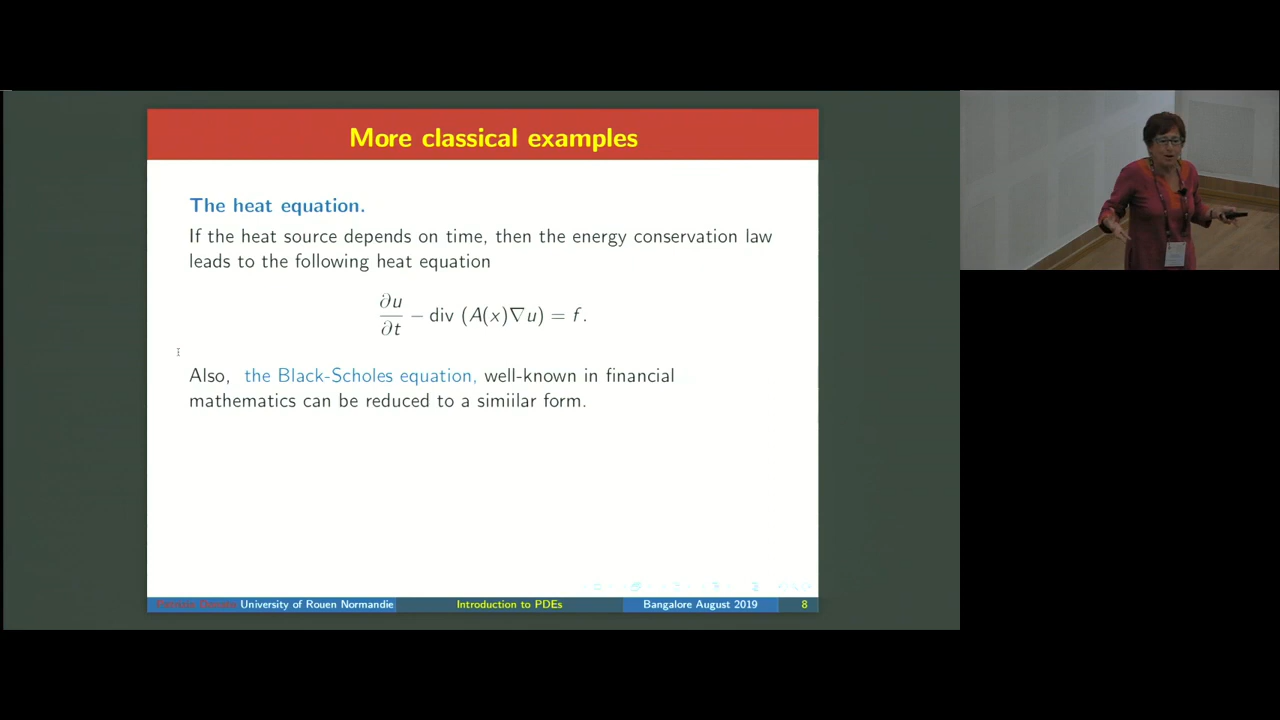 More classical examples
The heat equation.
If the heat source depends on time, then the energy conservation law
leads to the following heat equation
∂u/∂t − div (A(x)∇u) = f.
Also, the Black-Scholes equation, well-known in financial
mathematics can be reduced to a simiilar form.
University of Rouen Normandie Introduction to PDEs Bangalore August 2019 8